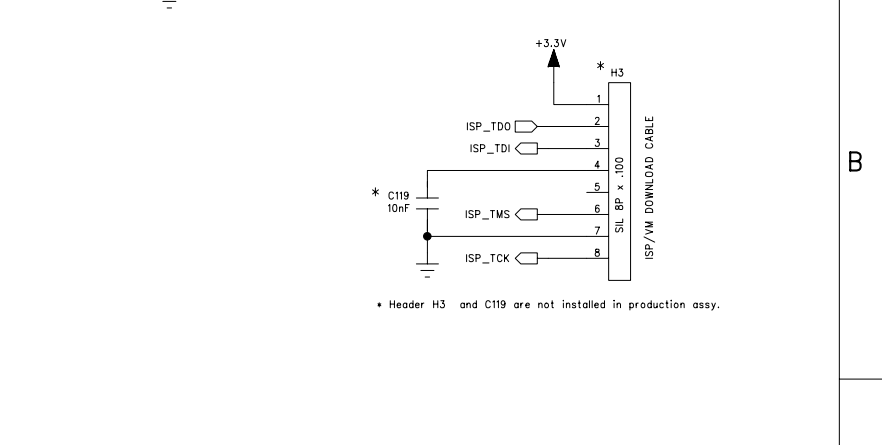 +3.3V
* H3
1
ISP_TDO 2
ISP_TDI 3
4
5
* C119
10nF
ISP_TMS 6
7
ISP_TCK 8
SIL 8P x .100
ISP/VM DOWNLOAD CABLE
B
* Header H3 and C119 are not installed in production assy.